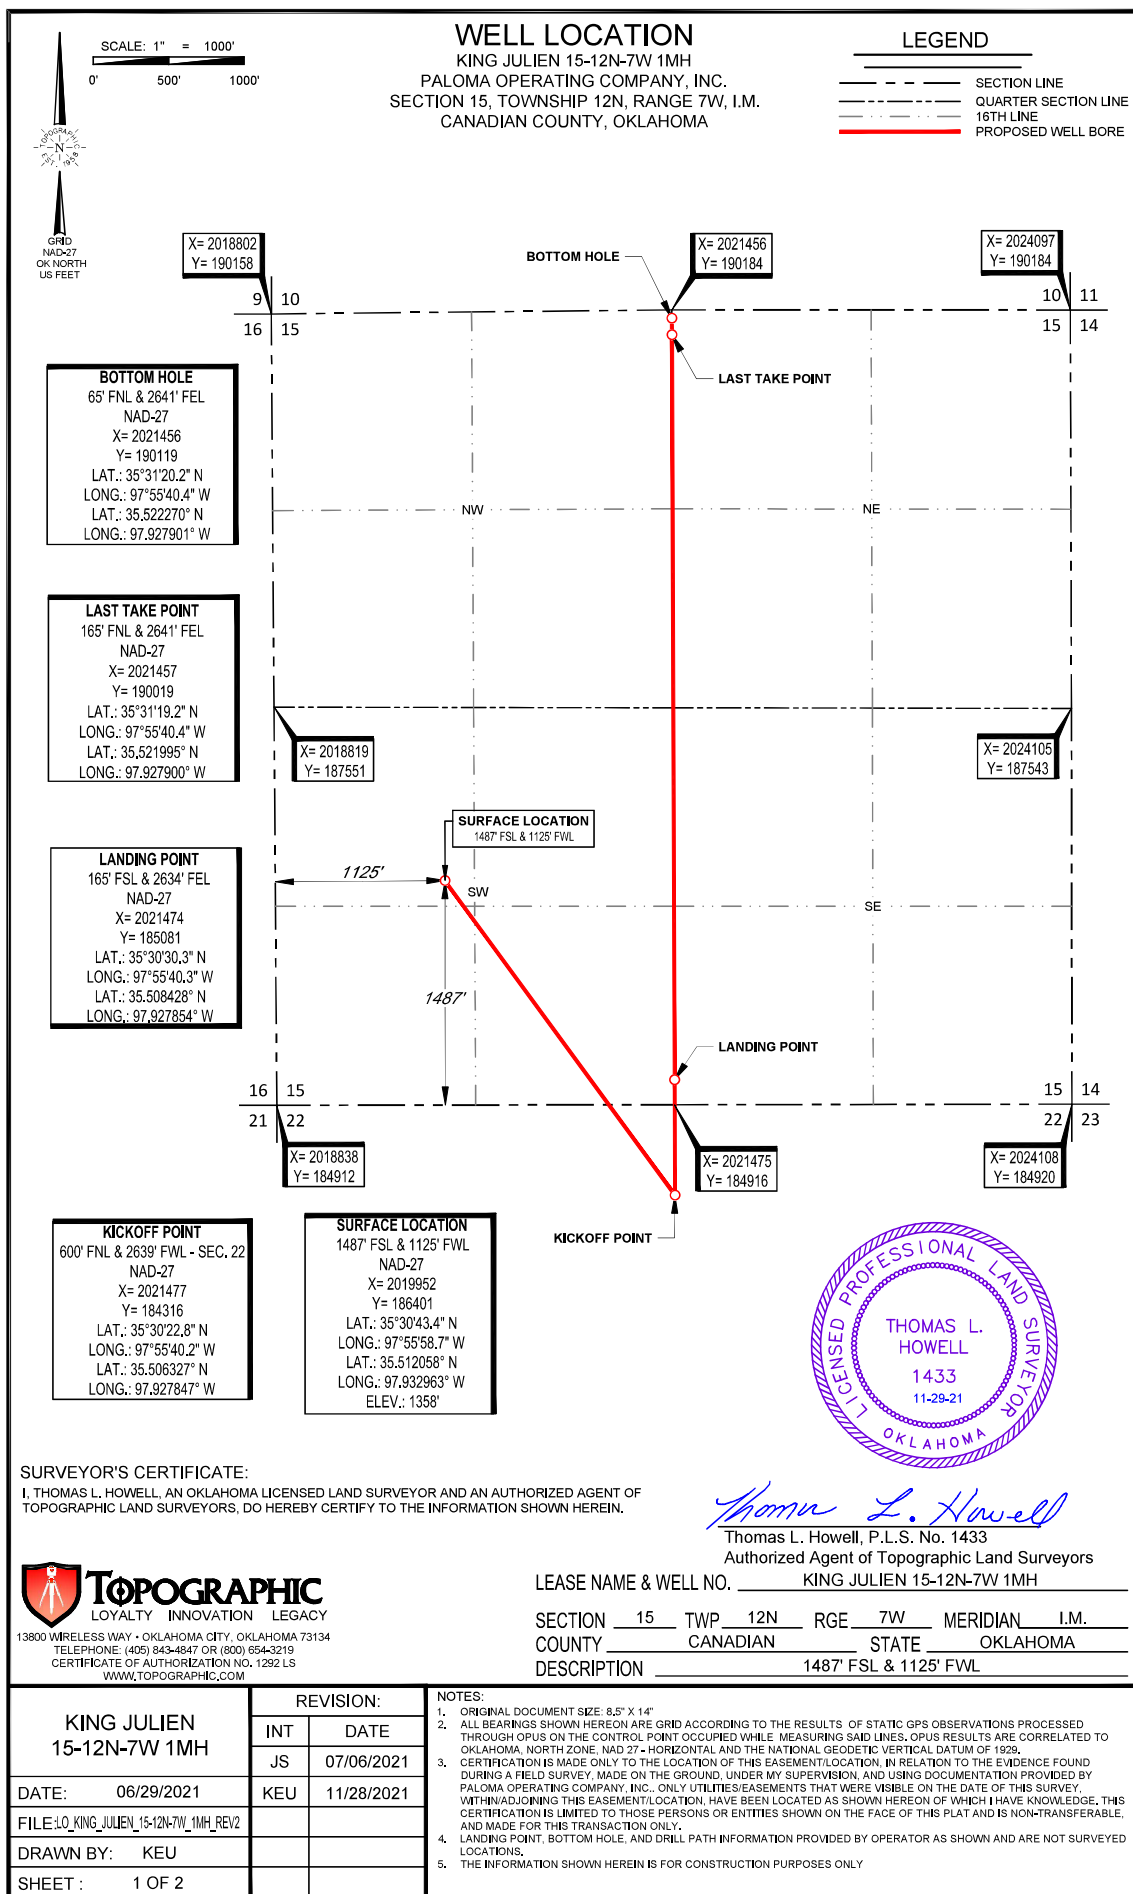 SCALE: 1" = 1000'
0' 500' 1000'
TOPOGRAPHIC
N
EST. 1958
GRID
NAD-27
OK NORTH
US FEET
WELL LOCATION
KING JULIEN 15-12N-7W 1MH
PALOMA OPERATING COMPANY, INC.
SECTION 15, TOWNSHIP 12N, RANGE 7W, I.M.
CANADIAN COUNTY, OKLAHOMA
LEGEND
SECTION LINE
QUARTER SECTION LINE
16TH LINE
PROPOSED WELL BORE
X= 2018802
Y= 190158
BOTTOM HOLE
X= 2021456
Y= 190184
X= 2024097
Y= 190184
9 10
16 15
10 11
15 14
LAST TAKE POINT
BOTTOM HOLE
65' FNL & 2641' FEL
NAD-27
X= 2021456
Y= 190119
LAT.: 35°31'20.2" N
LONG.: 97°55'40.4" W
LAT.: 35.522270° N
LONG.: 97.927901° W
NW
NE
LAST TAKE POINT
165' FNL & 2641' FEL
NAD-27
X= 2021457
Y= 190019
LAT.: 35°31'19.2" N
LONG.: 97°55'40.4" W
LAT.: 35.521995° N
LONG.: 97.927900° W
X= 2018819
Y= 187551
X= 2024105
Y= 187543
SURFACE LOCATION
1487' FSL & 1125' FWL
1125'
SW
SE
1487'
LANDING POINT
165' FSL & 2634' FEL
NAD-27
X= 2021474
Y= 185081
LAT.: 35°30'30.3" N
LONG.: 97°55'40.3" W
LAT.: 35.508428° N
LONG.: 97.927854° W
LANDING POINT
16 15
21 22
15 14
22 23
X= 2018838
Y= 184912
X= 2021475
Y= 184916
X= 2024108
Y= 184920
KICKOFF POINT
KICKOFF POINT
600' FNL & 2639' FWL - SEC. 22
NAD-27
X= 2021477
Y= 184316
LAT.: 35°30'22.8" N
LONG.: 97°55'40.2" W
LAT.: 35.506327° N
LONG.: 97.927847° W
SURFACE LOCATION
1487' FSL & 1125' FWL
NAD-27
X= 2019952
Y= 186401
LAT.: 35°30'43.4" N
LONG.: 97°55'58.7" W
LAT.: 35.512058° N
LONG.: 97.932963° W
ELEV.: 1358'
LICENSED PROFESSIONAL LAND SURVEYOR
THOMAS L.
HOWELL
1433
11-29-21
OKLAHOMA
SURVEYOR'S CERTIFICATE:
I, THOMAS L. HOWELL, AN OKLAHOMA LICENSED LAND SURVEYOR AND AN AUTHORIZED AGENT OF
TOPOGRAPHIC LAND SURVEYORS, DO HEREBY CERTIFY TO THE INFORMATION SHOWN HEREIN.
Thomas L. Howell
Thomas L. Howell, P.L.S. No. 1433
Authorized Agent of Topographic Land Surveyors
TOPOGRAPHIC
LOYALTY INNOVATION LEGACY
13800 WIRELESS WAY • OKLAHOMA CITY, OKLAHOMA 73134
TELEPHONE: (405) 843-4847 OR (800) 654-3219
CERTIFICATE OF AUTHORIZATION NO. 1292 LS
WWW.TOPOGRAPHIC.COM
LEASE NAME & WELL NO. KING JULIEN 15-12N-7W 1MH
SECTION 15 TWP 12N RGE 7W MERIDIAN I.M.
COUNTY CANADIAN STATE OKLAHOMA
DESCRIPTION 1487' FSL & 1125' FWL
KING JULIEN
15-12N-7W 1MH
REVISION:
INT DATE
JS 07/06/2021
DATE: 06/29/2021
KEU 11/28/2021
FILE:LO_KING_JULIEN_15-12N-7W_1MH_REV2
DRAWN BY: KEU
SHEET : 1 OF 2
NOTES:
1. ORIGINAL DOCUMENT SIZE: 8.5" X 14"
2. ALL BEARINGS SHOWN HEREON ARE GRID ACCORDING TO THE RESULTS OF STATIC GPS OBSERVATIONS PROCESSED
THROUGH OPUS ON THE CONTROL POINT OCCUPIED WHILE MEASURING SAID LINES. OPUS RESULTS ARE CORRELATED TO
OKLAHOMA, NORTH ZONE, NAD 27 - HORIZONTAL AND THE NATIONAL GEODETIC VERTICAL DATUM OF 1929.
3. CERTIFICATION IS MADE ONLY TO THE LOCATION OF THIS EASEMENT/LOCATION, IN RELATION TO THE EVIDENCE FOUND
DURING A FIELD SURVEY, MADE ON THE GROUND, UNDER MY SUPERVISION, AND USING DOCUMENTATION PROVIDED BY
PALOMA OPERATING COMPANY, INC.. ONLY UTILITIES/EASEMENTS THAT WERE VISIBLE ON THE DATE OF THIS SURVEY,
WITHIN/ADJOINING THIS EASEMENT/LOCATION, HAVE BEEN LOCATED AS SHOWN HEREON OF WHICH I HAVE KNOWLEDGE. THIS
CERTIFICATION IS LIMITED TO THOSE PERSONS OR ENTITIES SHOWN ON THE FACE OF THIS PLAT AND IS NON-TRANSFERABLE,
AND MADE FOR THIS TRANSACTION ONLY.
4. LANDING POINT, BOTTOM HOLE, AND DRILL PATH INFORMATION PROVIDED BY OPERATOR AS SHOWN AND ARE NOT SURVEYED
LOCATIONS.
5. THE INFORMATION SHOWN HEREIN IS FOR CONSTRUCTION PURPOSES ONLY